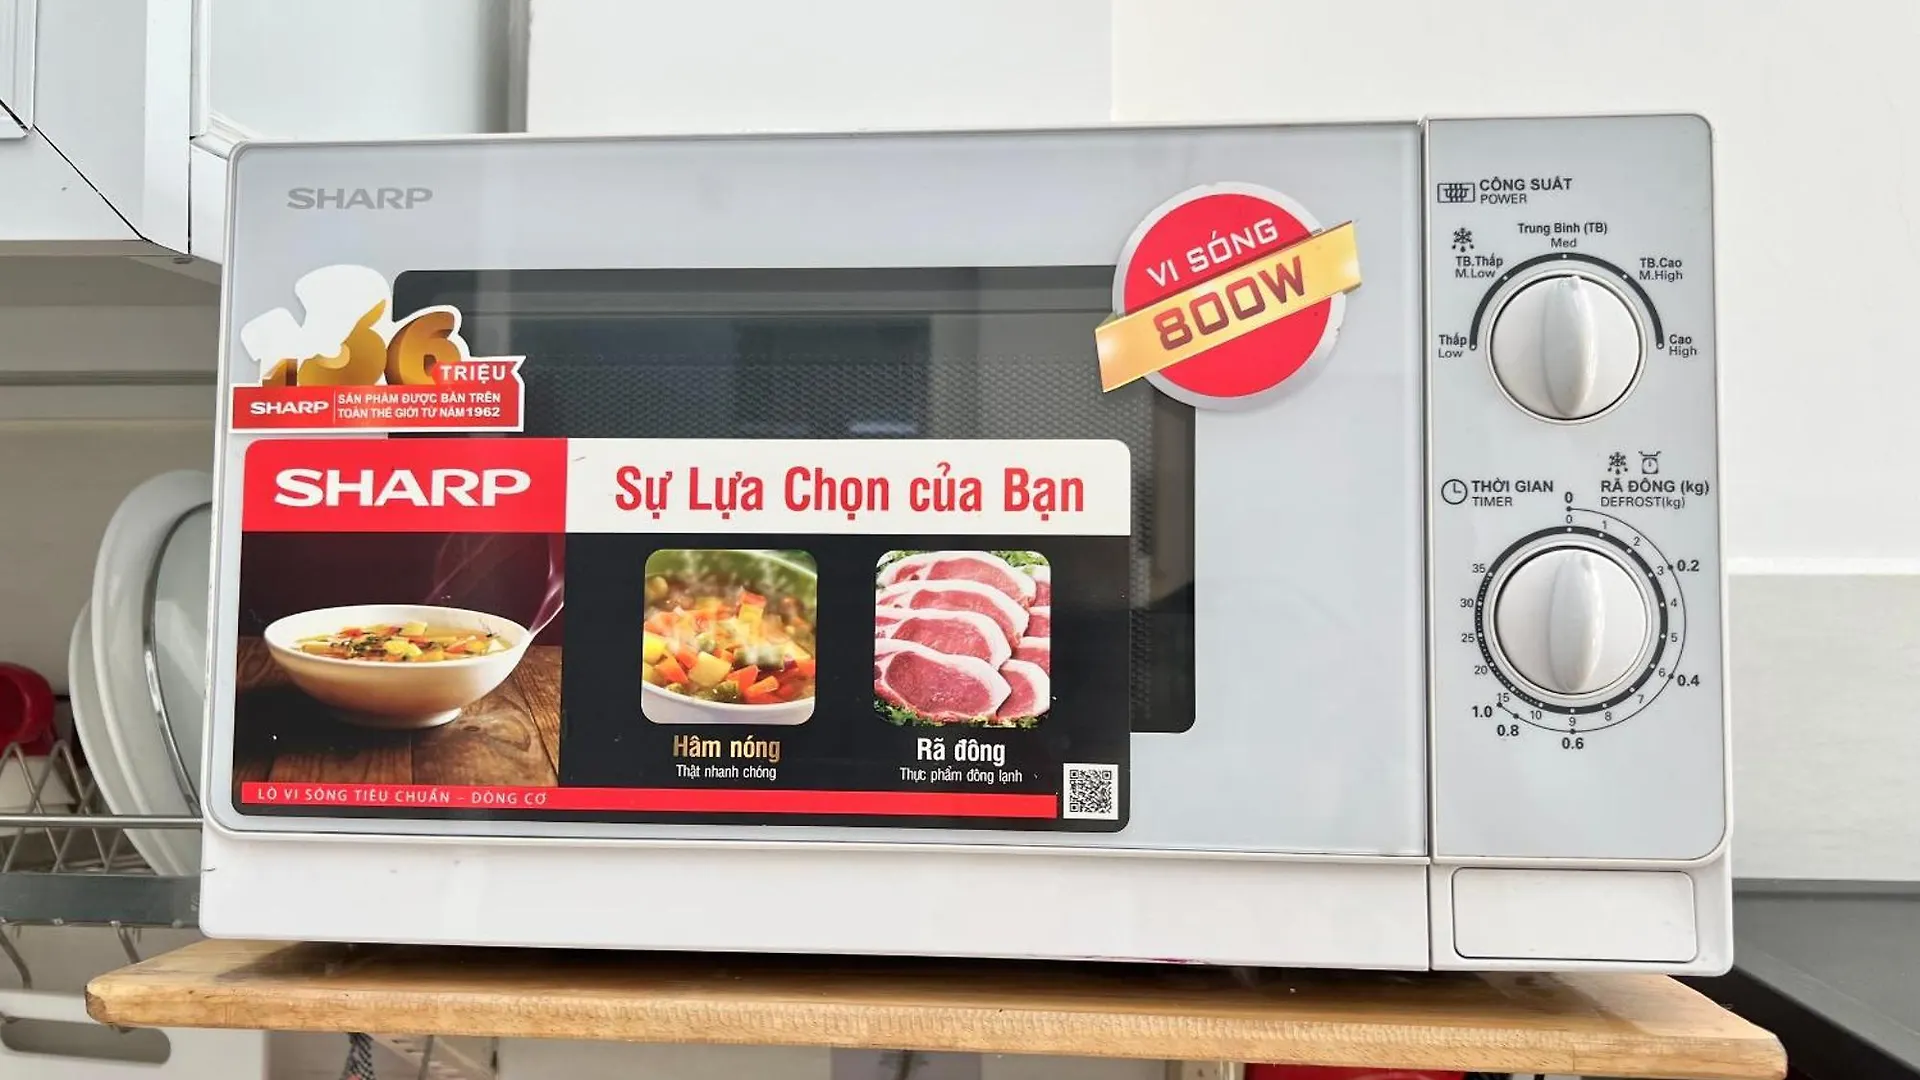 SHARP
TRIỆU
SHARP
SẢN PHẨM ĐƯỢC BÁN TRÊN
TOÀN THẾ GIỚI TỪ NĂM 1962
VI SÓNG
800W
SHARP
Sự Lựa Chọn của Bạn
Hâm nóng
Thật nhanh chóng
Rã đông
Thực phẩm đông lạnh
LÒ VI SÓNG TIÊU CHUẨN – ĐỘNG CƠ
CÔNG SUẤT
POWER
Trung Bình (TB)
Med
TB.Thấp
M.Low
TB.Cao
M.High
Thấp
Low
Cao
High
THỜI GIAN
TIMER
RÃ ĐÔNG (kg)
DEFROST(kg)
0
0
1
2
3
0.2
4
5
6
0.4
7
8
9
0.6
10
0.8
15
1.0
20
25
30
35